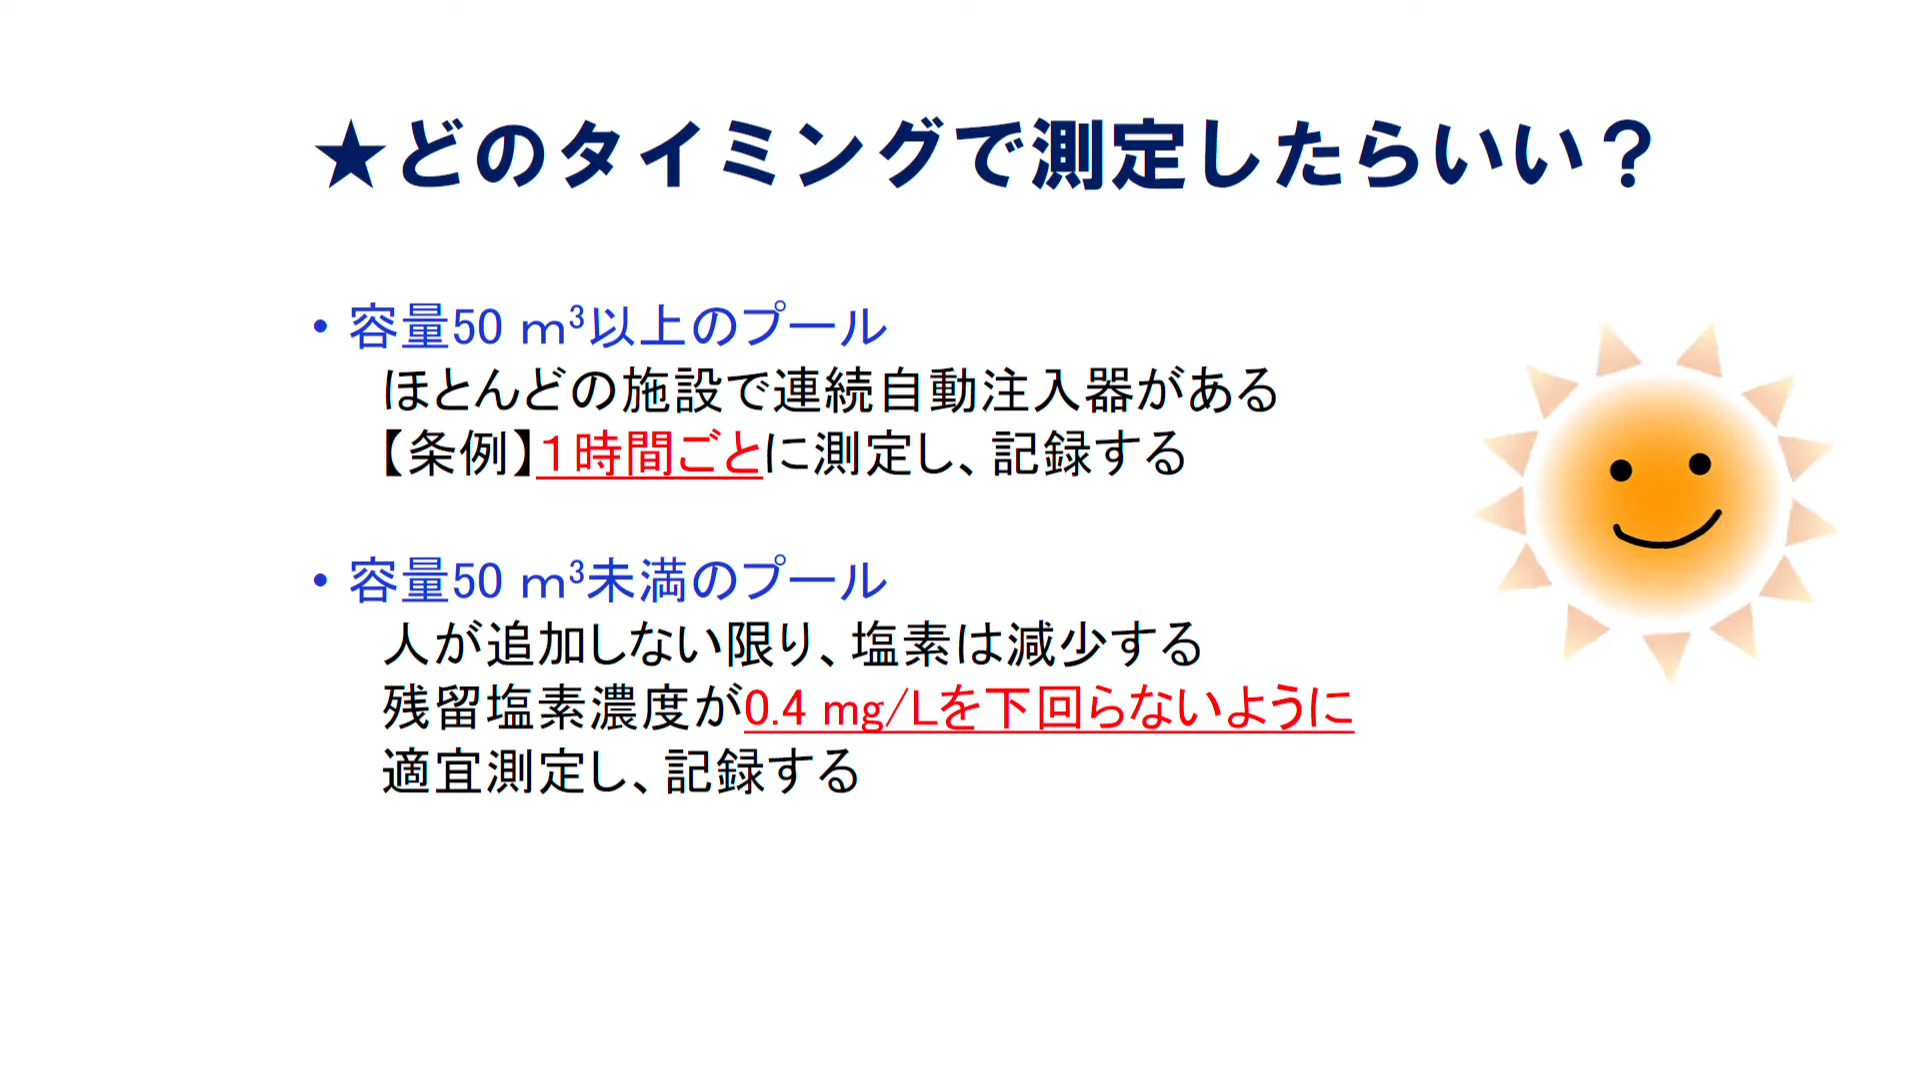 ★どのタイミングで測定したらいい？
• 容量50 m³以上のプール
ほとんどの施設で連続自動注入器がある
【条例】１時間ごとに測定し、記録する
• 容量50 m³未満のプール
人が追加しない限り、塩素は減少する
残留塩素濃度が0.4 mg/Lを下回らないように
適宜測定し、記録する